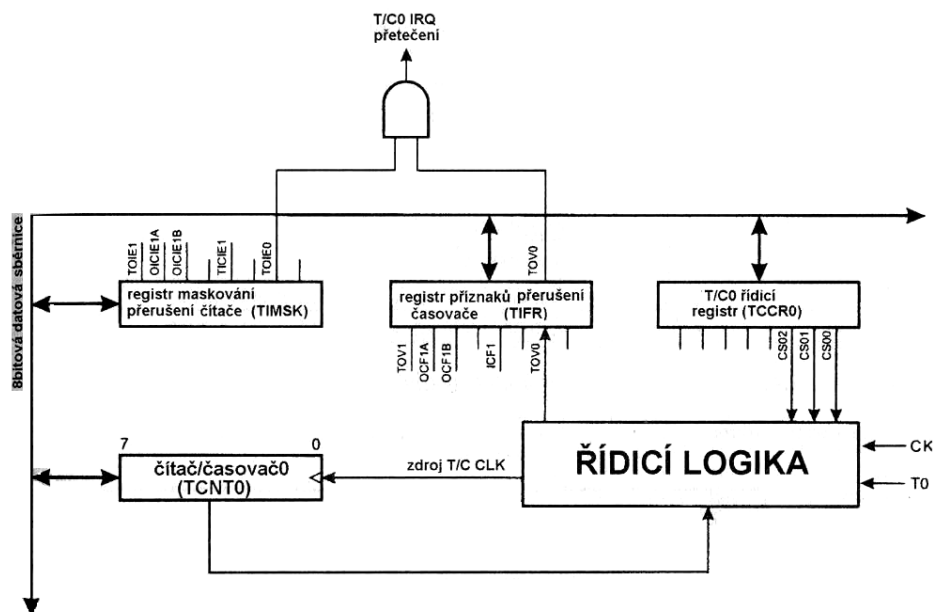 T/C0 IRQ
přetečení
8bitová datová sběrnice
TOIE1
OICIE1A
OICIE1B
TICIE1
TOIE0
TOV0
registr maskování
přerušení čítače (TIMSK)
registr příznaků přerušení
časovače (TIFR)
T/C0 řídicí
registr (TCCR0)
TOV1
OCF1A
OCF1B
ICF1
TOV0
CS02
CS01
CS00
7 0
čítač/časovač0
(TCNT0)
zdroj T/C CLK
ŘÍDICÍ LOGIKA
CK
T0